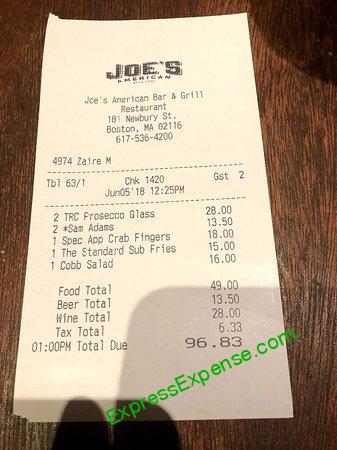 JOE'S
AMERICAN
Joe's American Bar & Grill
Restaurant
181 Newbury St.
Boston, MA 02116
617-536-4200
4974 Zaire M
Tbl 63/1 Chk 1420 Gst 2
Jun05'18 12:25PM
2 TRC Prosecco Glass 28.00
2 *Sam Adams 13.50
1 Spec App Crab Fingers 18.00
1 The Standard Sub Fries 15.00
1 Cobb Salad 16.00
Food Total 49.00
Beer Total 13.50
Wine Total 28.00
Tax Total 6.33
01:00PM Total Due 96.83
ExpressExpense.com